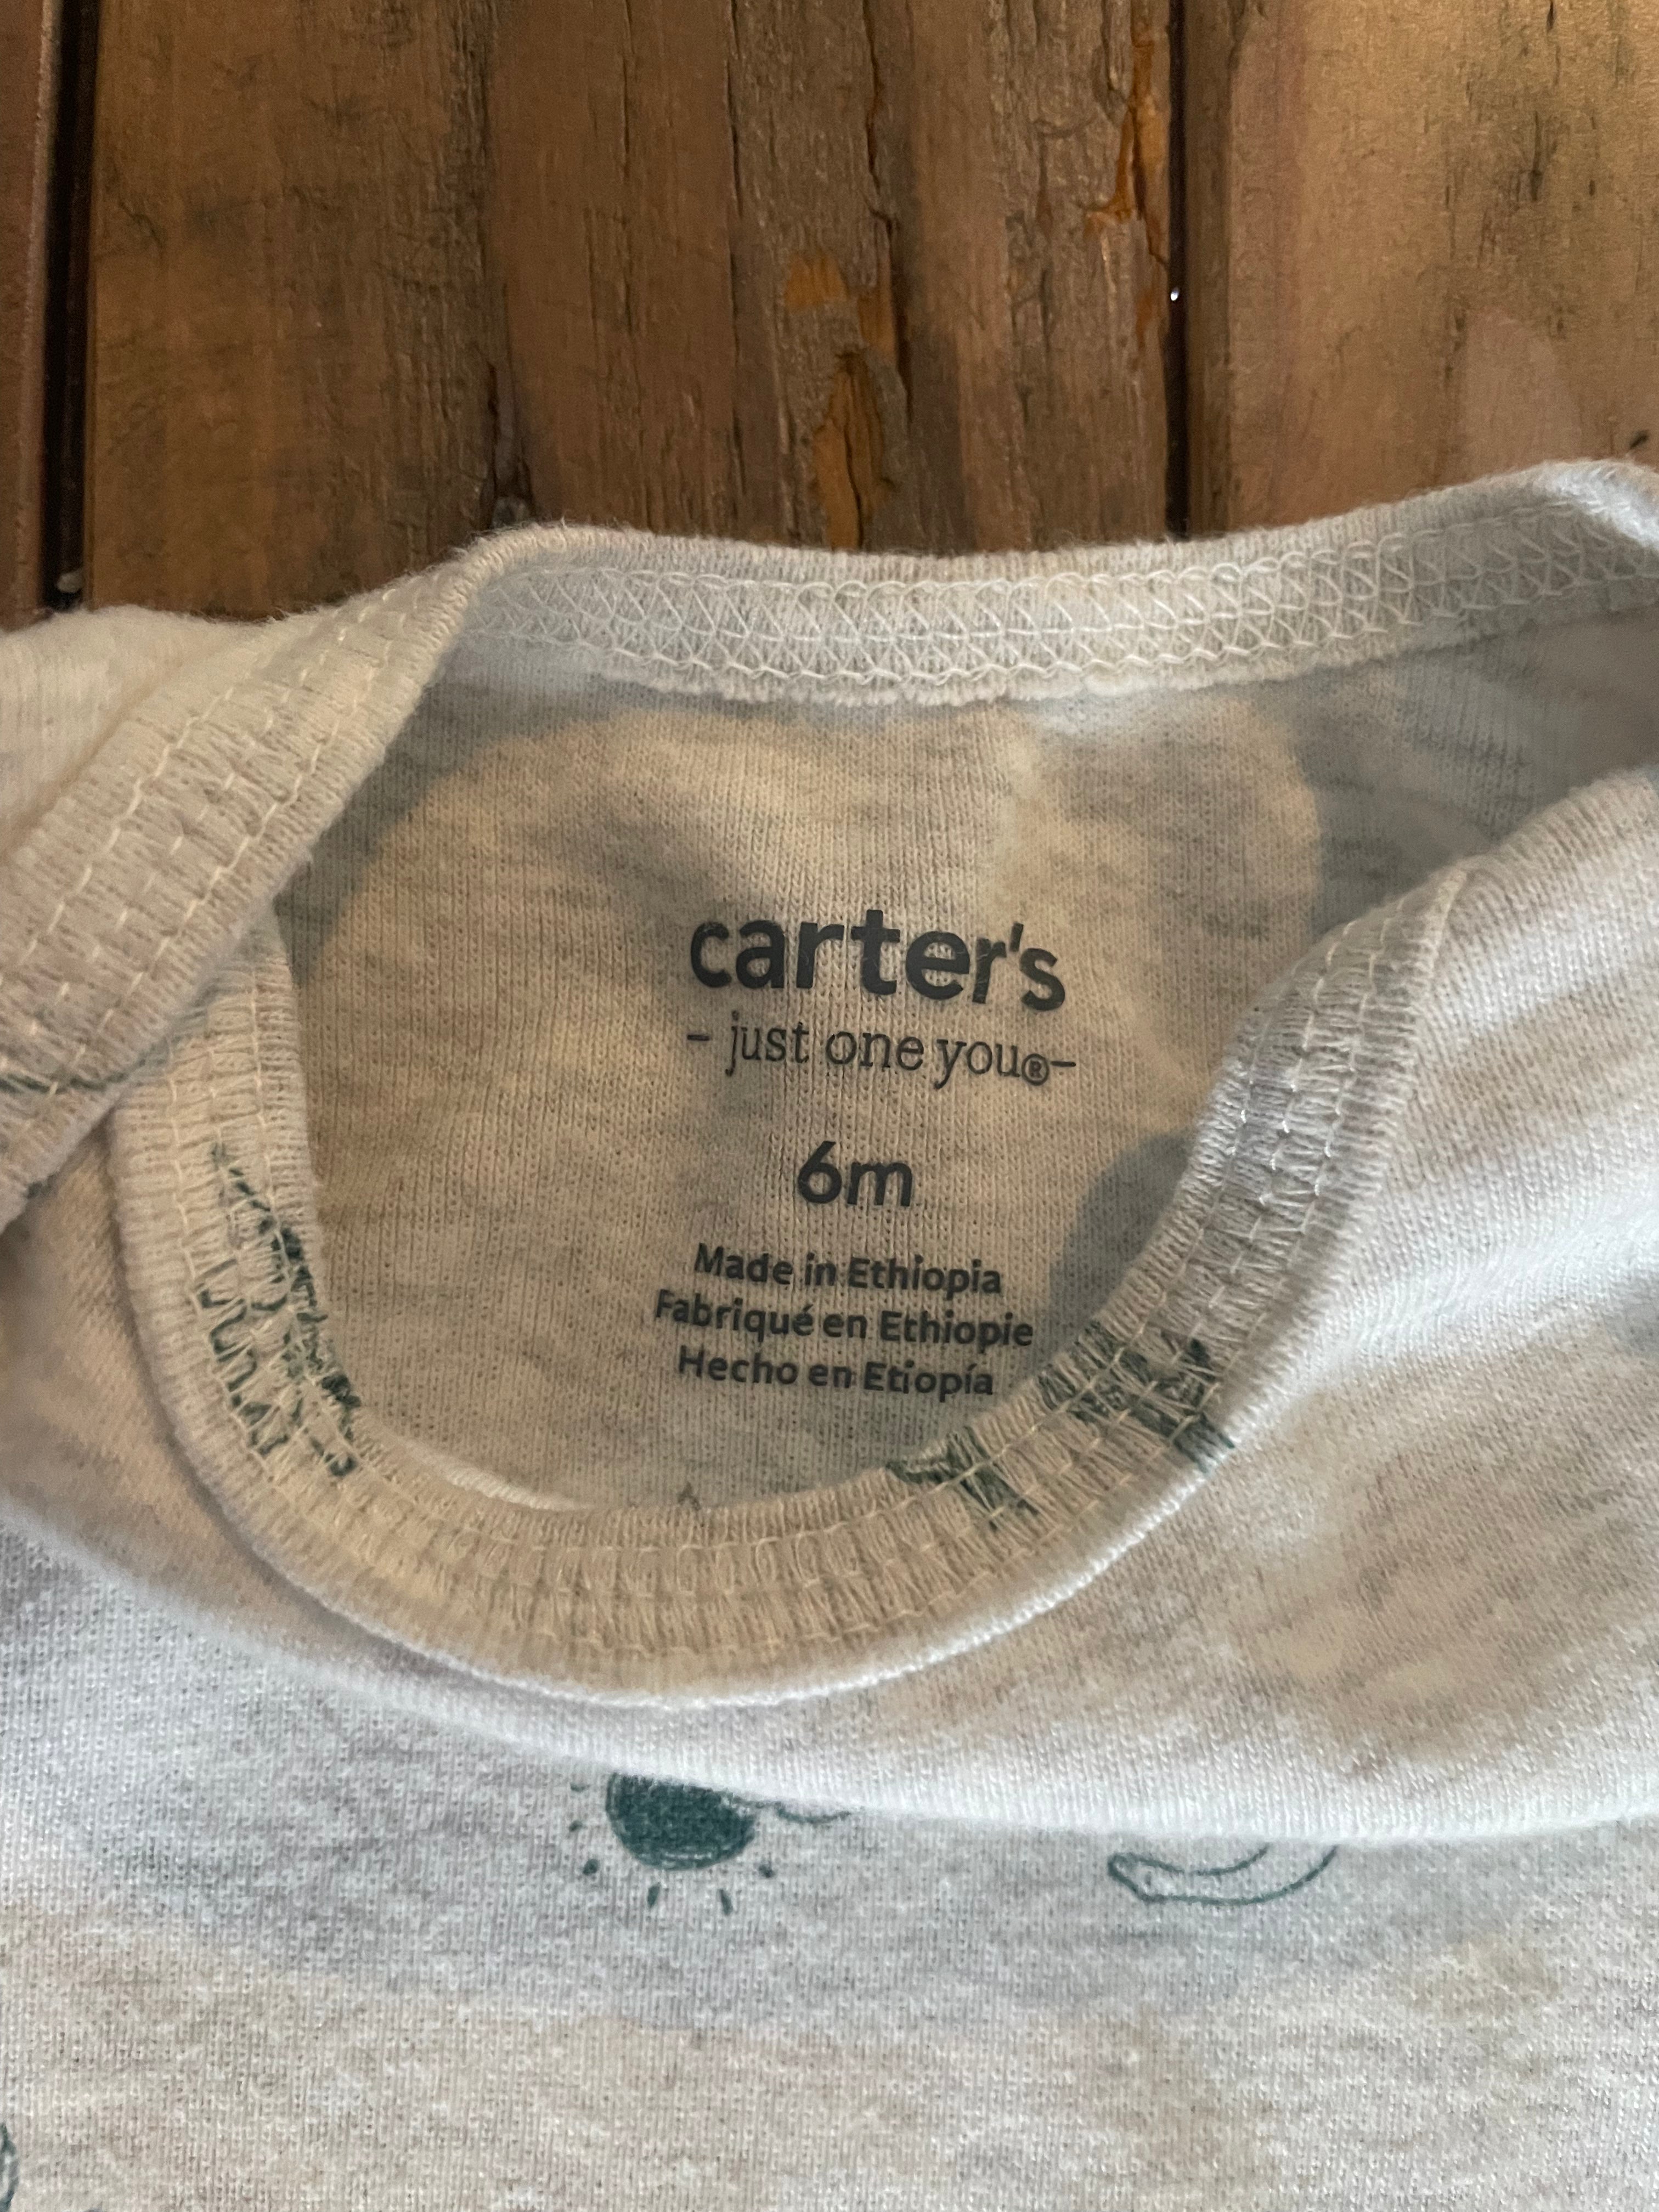 carter's
- just one you®-
6m
Made in Ethiopia
Fabriqué en Ethiopie
Hecho en Etiopía